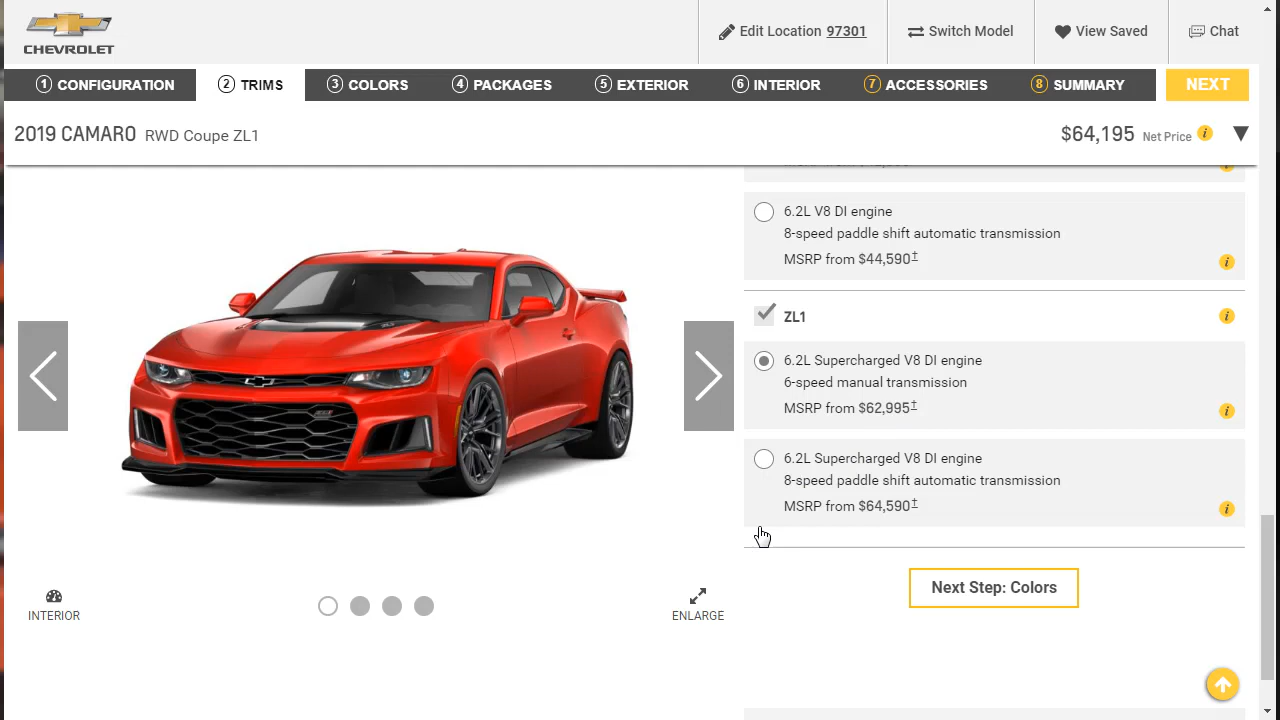 CHEVROLET
Edit Location 97301
Switch Model
View Saved
Chat
1 CONFIGURATION
2 TRIMS
3 COLORS
4 PACKAGES
5 EXTERIOR
6 INTERIOR
7 ACCESSORIES
8 SUMMARY
NEXT
2019 CAMARO RWD Coupe ZL1
$64,195 Net Price i
6.2L V8 DI engine
8-speed paddle shift automatic transmission
MSRP from $44,590†
i
ZL1
i
6.2L Supercharged V8 DI engine
6-speed manual transmission
MSRP from $62,995†
i
6.2L Supercharged V8 DI engine
8-speed paddle shift automatic transmission
MSRP from $64,590†
i
Next Step: Colors
INTERIOR
ENLARGE